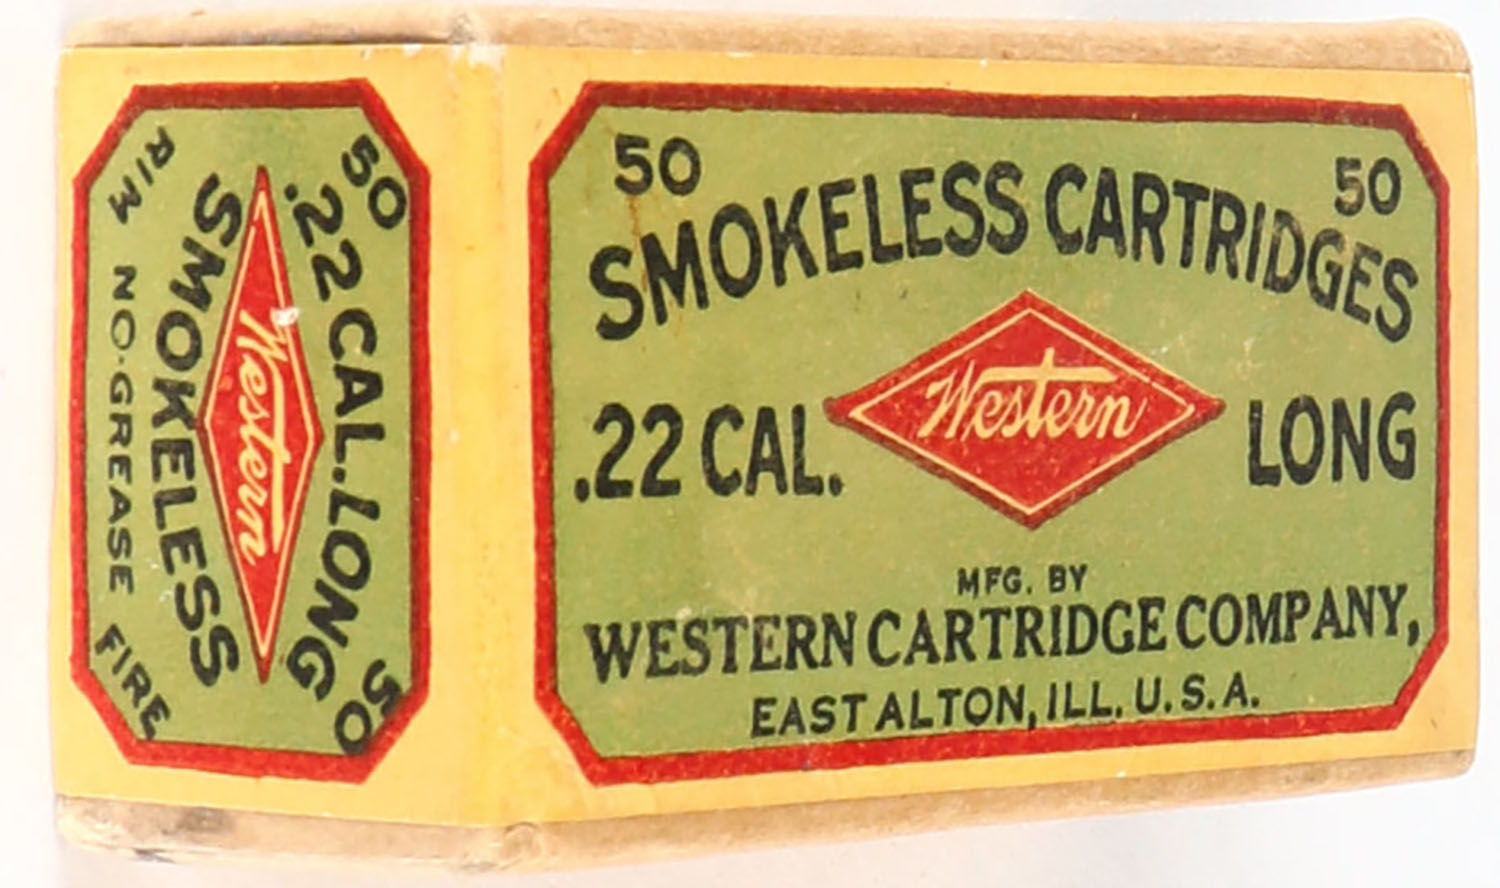 50 50
SMOKELESS CARTRIDGES
.22 CAL. Western LONG
MFG. BY
WESTERN CARTRIDGE COMPANY,
EAST ALTON, ILL. U.S.A.
50 50
.22 CAL. LONG
Western
SMOKELESS
RIM NO-GREASE FIRE